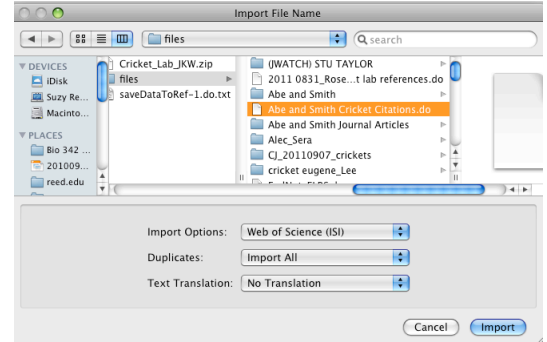 Import File Name
files
search
DEVICES
iDisk
Suzy Re...
Macinto...
PLACES
Bio 342 ...
201009...
reed.edu
Cricket_Lab_JKW.zip
files
saveDataToRef-1.do.txt
(JWATCH) STU TAYLOR
2011 0831_Rose...t lab references.do
Abe and Smith
Abe and Smith Cricket Citations.do
Abe and Smith Journal Articles
Alec_Sera
CJ_20110907_crickets
cricket eugene_Lee
Import Options: Web of Science (ISI)
Duplicates: Import All
Text Translation: No Translation
Cancel Import